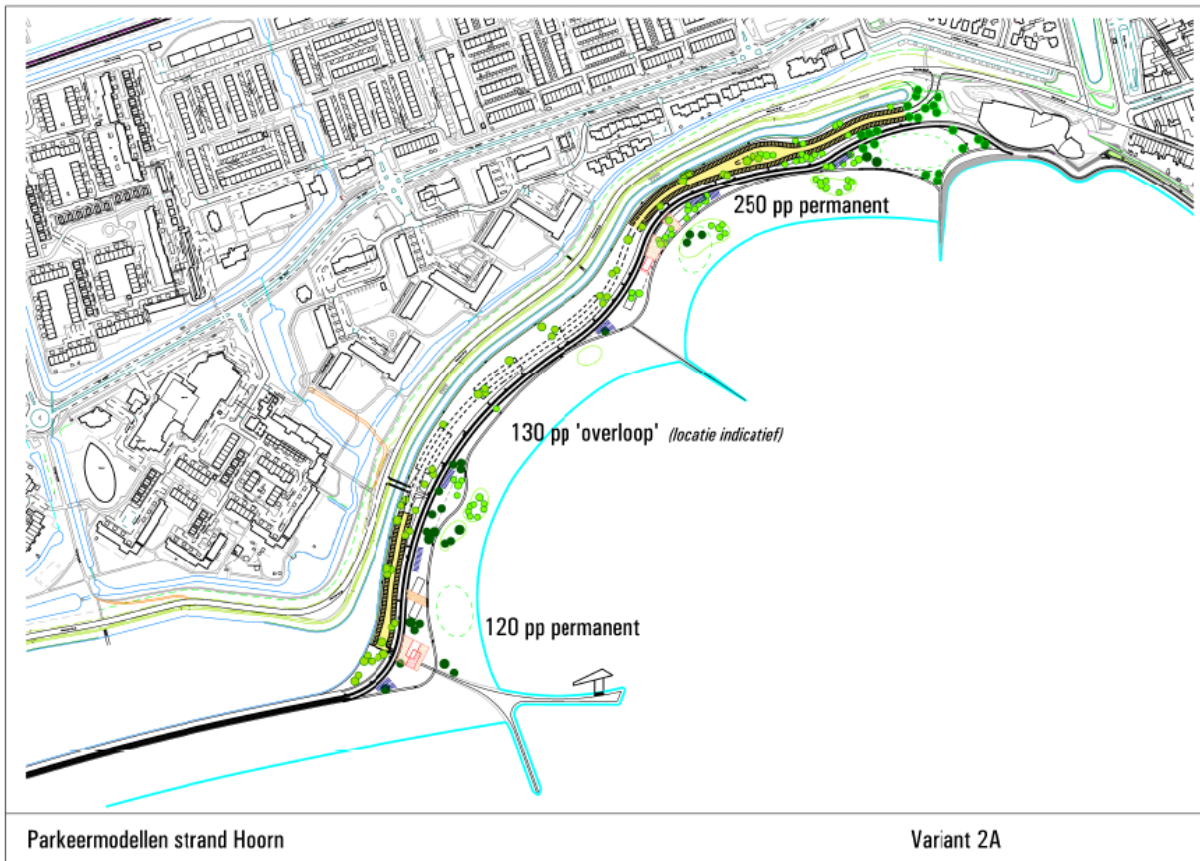 250 pp permanent
130 pp 'overloop' (locatie indicatief)
120 pp permanent
Parkeermodellen strand Hoorn
Variant 2A